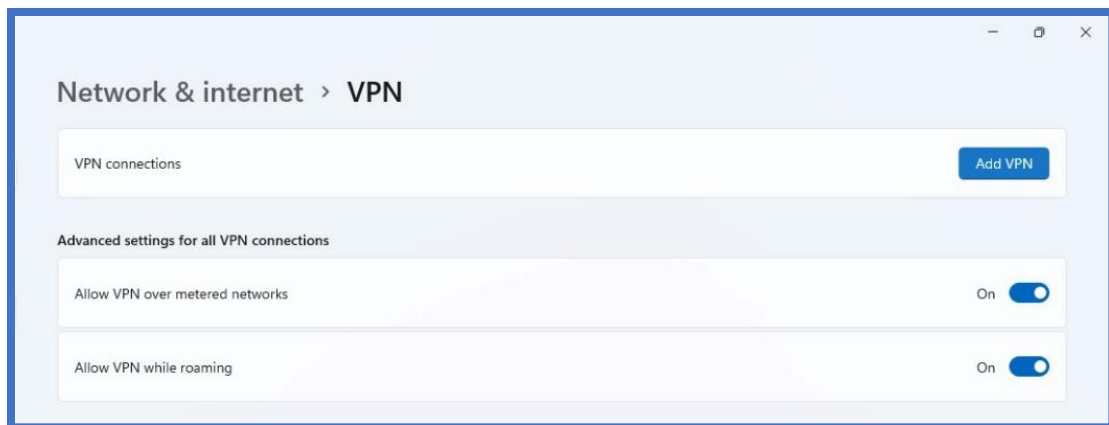 Network & internet > VPN
VPN connections
Add VPN
Advanced settings for all VPN connections
Allow VPN over metered networks
On
Allow VPN while roaming
On